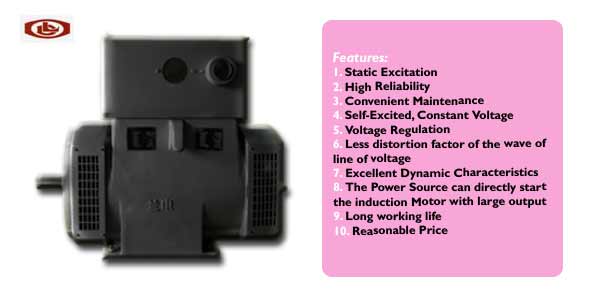 Features:
1. Static Excitation
2. High Reliability
3. Convenient Maintenance
4. Self-Excited, Constant Voltage
5. Voltage Regulation
6. Less distortion factor of the wave of
line of voltage
7. Excellent Dynamic Characteristics
8. The Power Source can directly start
the induction Motor with large output
9. Long working life
10. Reasonable Price